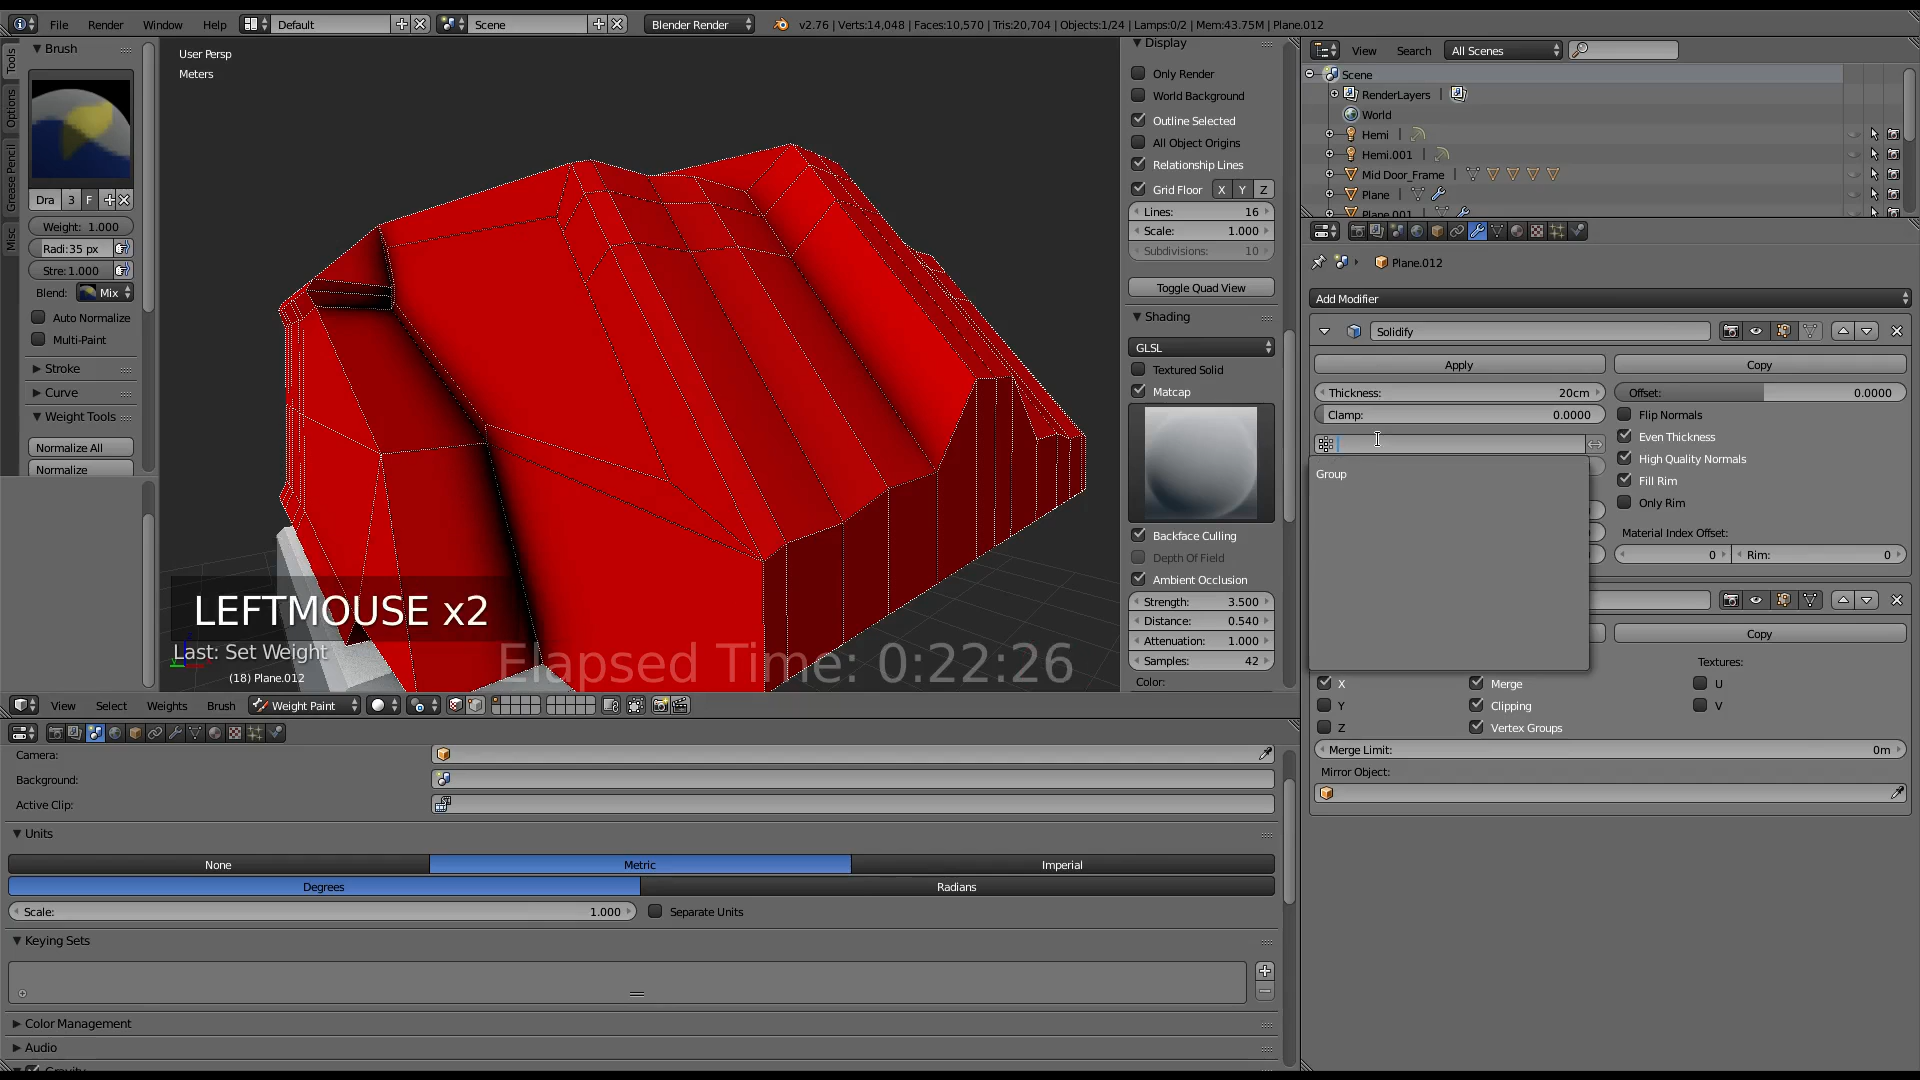 File Render Window Help Default Scene Blender Render v2.76 | Verts:14,048 | Faces:10,570 | Tris:20,704 | Objects:1/24 | Lamps:0/2 | Mem:43.75M | Plane.012
Tools
Options
Grease Pencil
Misc
Brush
Dra 3 F
Weight: 1.000
Radi:35 px
Stre:1.000
Blend: Mix
Auto Normalize
Multi-Paint
Stroke
Curve
Weight Tools
Normalize All
Normalize
User Persp
Meters
LEFTMOUSE x2
Last: Set Weight
Elapsed Time: 0:22:26
(18) Plane.012
Display
Only Render
World Background
Outline Selected
All Object Origins
Relationship Lines
Grid Floor X Y Z
Lines: 16
Scale: 1.000
Subdivisions: 10
Toggle Quad View
Shading
GLSL
Textured Solid
Matcap
Backface Culling
Depth Of Field
Ambient Occlusion
Strength: 3.500
Distance: 0.540
Attenuation: 1.000
Samples: 42
Color:
View Select Weights Brush Weight Paint
Camera:
Background:
Active Clip:
Units
None Metric Imperial
Degrees Radians
Scale: 1.000 Separate Units
Keying Sets
Color Management
Audio
View Search All Scenes
Scene
RenderLayers
World
Hemi
Hemi.001
Mid Door_Frame
Plane
Plane.001
Plane.012
Add Modifier
Solidify
Apply Copy
Thickness: 20cm Offset: 0.0000
Clamp: 0.0000 Flip Normals
Even Thickness
Group High Quality Normals
Fill Rim
Only Rim
Material Index Offset:
0 Rim: 0
Copy
Textures:
X Merge U
Y Clipping V
Z Vertex Groups
Merge Limit: 0m
Mirror Object: